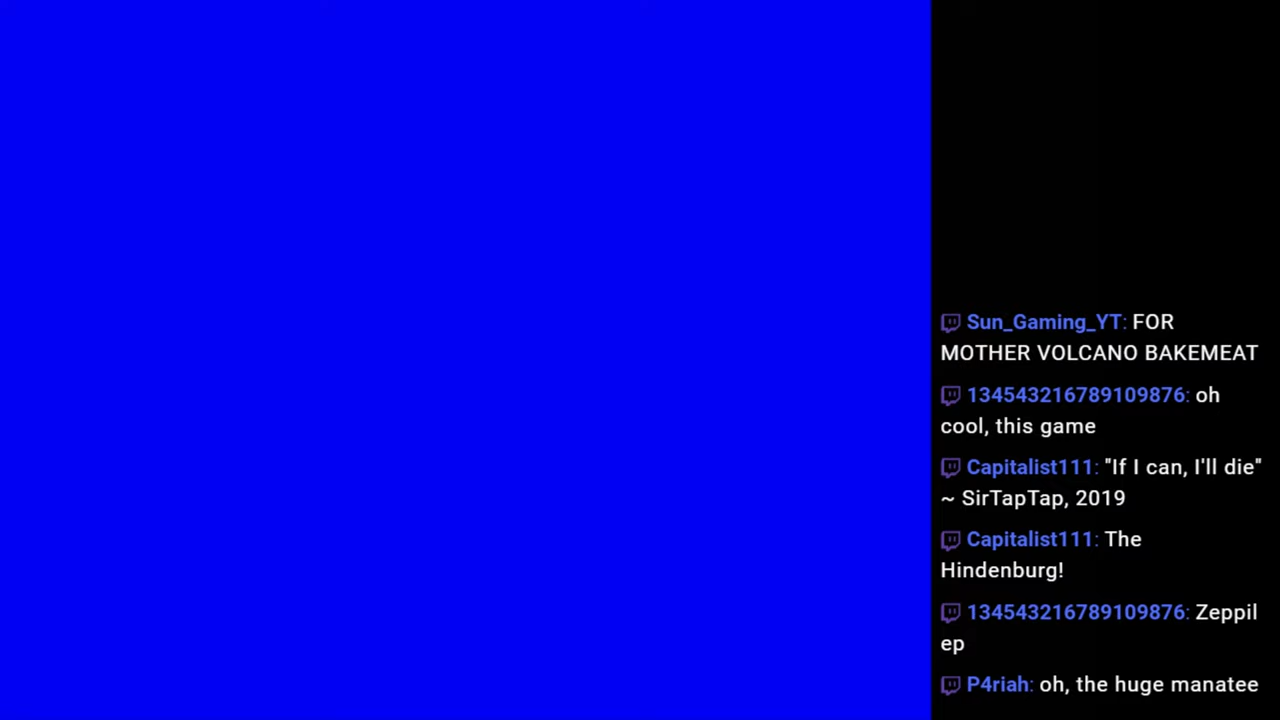 Sun_Gaming_YT: FOR
MOTHER VOLCANO BAKEMEAT
134543216789109876: oh
cool, this game
Capitalist111: "If I can, I'll die"
~ SirTapTap, 2019
Capitalist111: The
Hindenburg!
134543216789109876: Zeppil
ep
P4riah: oh, the huge manatee